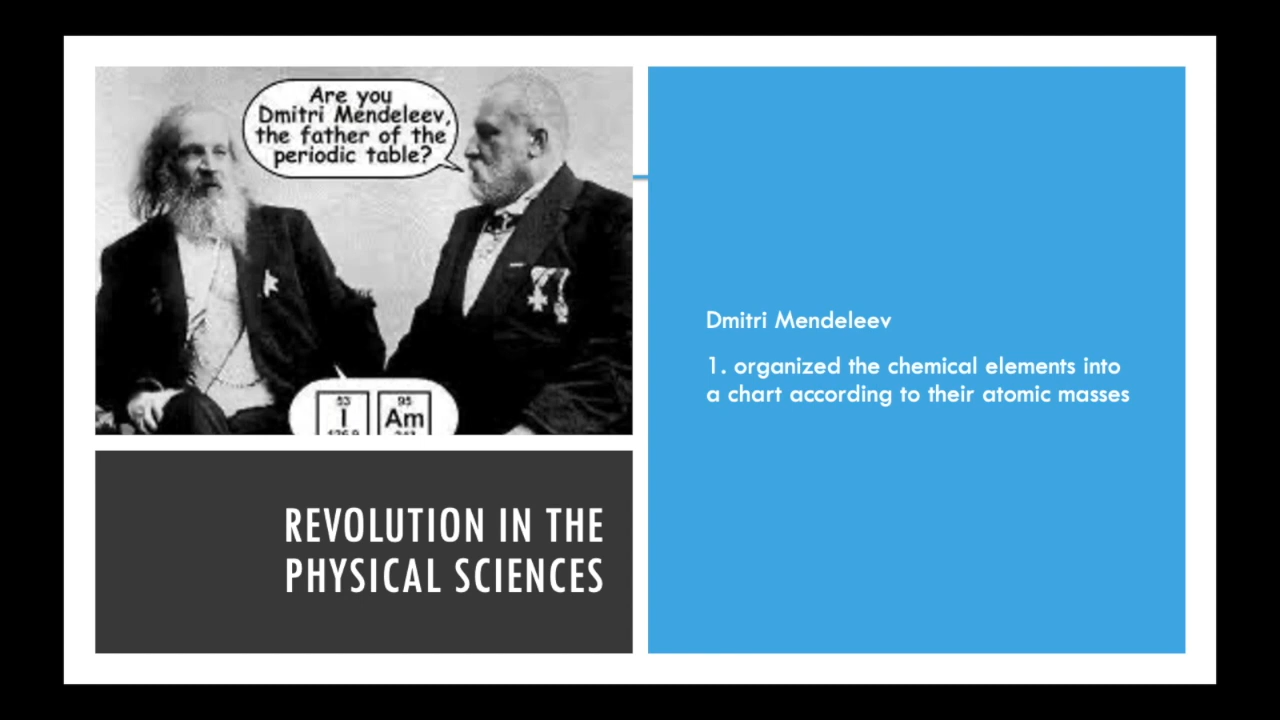 Are you
Dmitri Mendeleev,
the father of the
periodic table?
53
95
I
Am
REVOLUTION IN THE
PHYSICAL SCIENCES
Dmitri Mendeleev
1. organized the chemical elements into
a chart according to their atomic masses